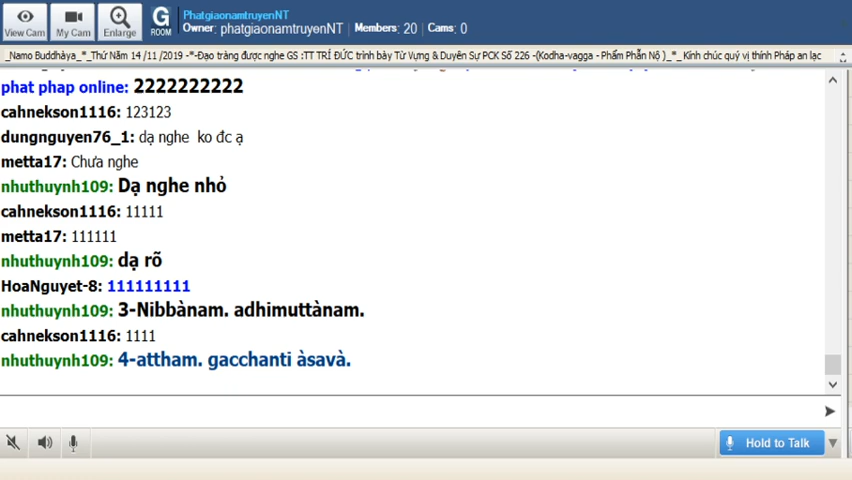 View Cam
My Cam
Enlarge
G
ROOM
PhatgiaonamtruyenNT
Owner: phatgiaonamtruyenNT | Members: 20 | Cams: 0
_Namo Buddhàya_*_Thứ Năm 14 /11 /2019 -*-Đạo tràng được nghe GS :TT TRÍ ĐỨC trình bày Từ Vựng & Duyên Sự PCK Số 226 -(Kodha-vagga - Phẩm Phẫn Nộ )_*_ Kính chúc quý vị thính Pháp an lạc
phat phap online: 2222222222
cahnekson1116: 123123
dungnguyen76_1: dạ nghe ko đc ạ
metta17: Chưa nghe
nhuthuynh109: Dạ nghe nhỏ
cahnekson1116: 11111
metta17: 111111
nhuthuynh109: dạ rõ
HoaNguyet-8: 111111111
nhuthuynh109: 3-Nibbànam. adhimuttànam.
cahnekson1116: 1111
nhuthuynh109: 4-attham. gacchanti àsavà.
Hold to Talk